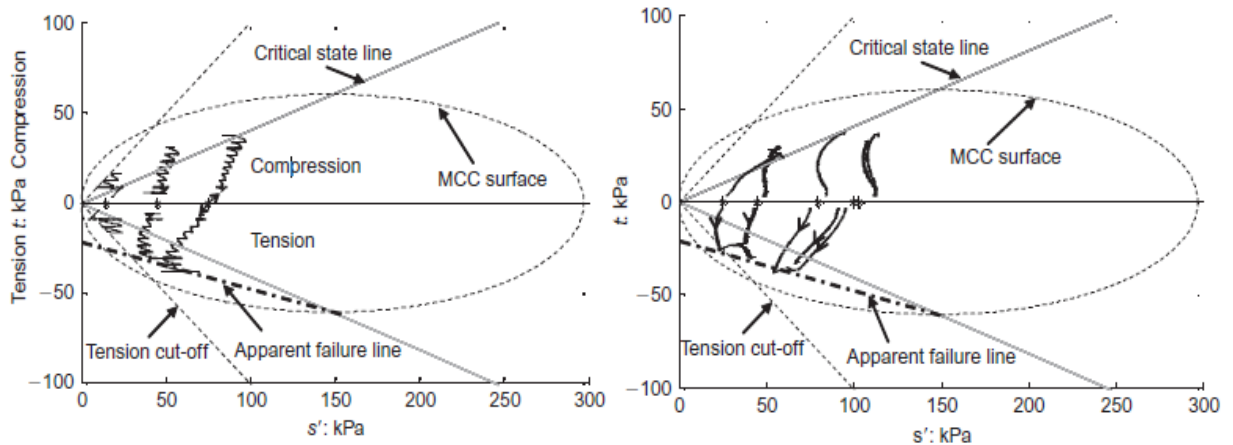 Tension t: kPa Compression
100
50
0
−50
−100
Critical state line
MCC surface
Compression
Tension
Tension cut-off
Apparent failure line
0
50
100
150
200
250
300
s′: kPa
t: kPa
100
50
0
−50
−100
Critical state line
MCC surface
Tension cut-off
Apparent failure line
0
50
100
150
200
250
300
s′: kPa